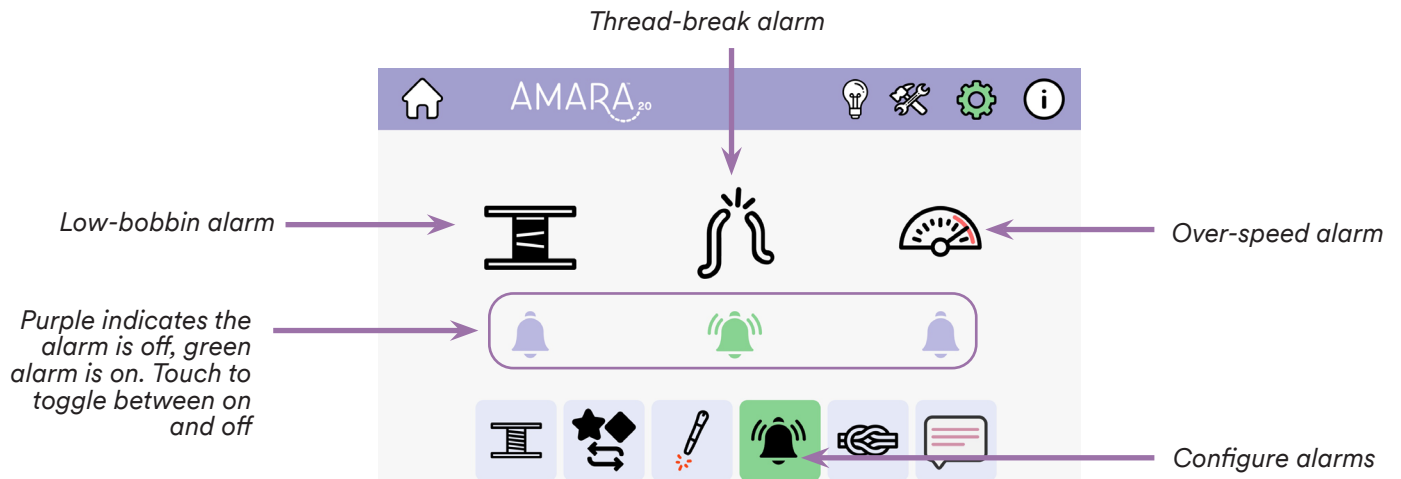 Thread-break alarm
AMARA 20
Low-bobbin alarm
Over-speed alarm
Purple indicates the
alarm is off, green
alarm is on. Touch to
toggle between on
and off
Configure alarms